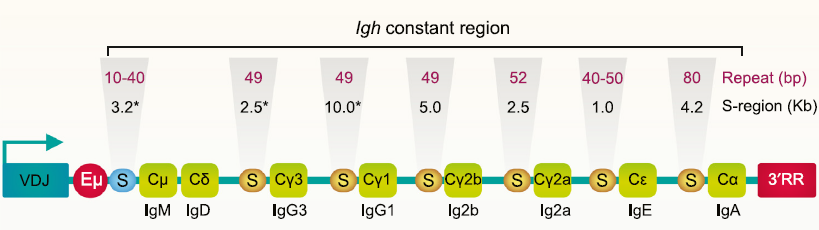 Igh constant region
10-40 49 49 49 52 40-50 80 Repeat (bp)
3.2* 2.5* 10.0* 5.0 2.5 1.0 4.2 S-region (Kb)
VDJ Eμ S Cμ Cδ S Cγ3 S Cγ1 S Cγ2b S Cγ2a S Cε S Cα 3′RR
IgM IgD IgG3 IgG1 Ig2b Ig2a IgE IgA